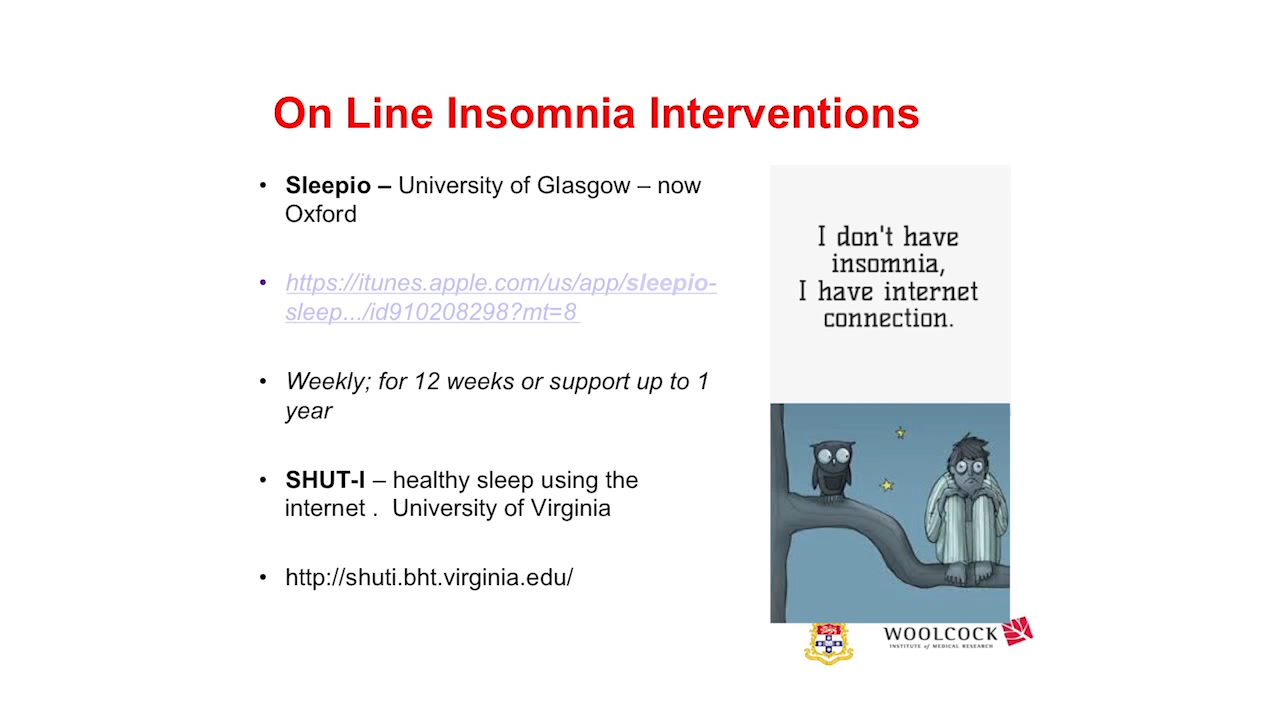 On Line Insomnia Interventions
• Sleepio – University of Glasgow – now
Oxford
• https://itunes.apple.com/us/app/sleepio-
sleep.../id910208298?mt=8
• Weekly; for 12 weeks or support up to 1
year
• SHUT-I – healthy sleep using the
internet .  University of Virginia
• http://shuti.bht.virginia.edu/
I don't have
insomnia,
I have internet
connection.
WOOLCOCK
INSTITUTE of MEDICAL RESEARCH